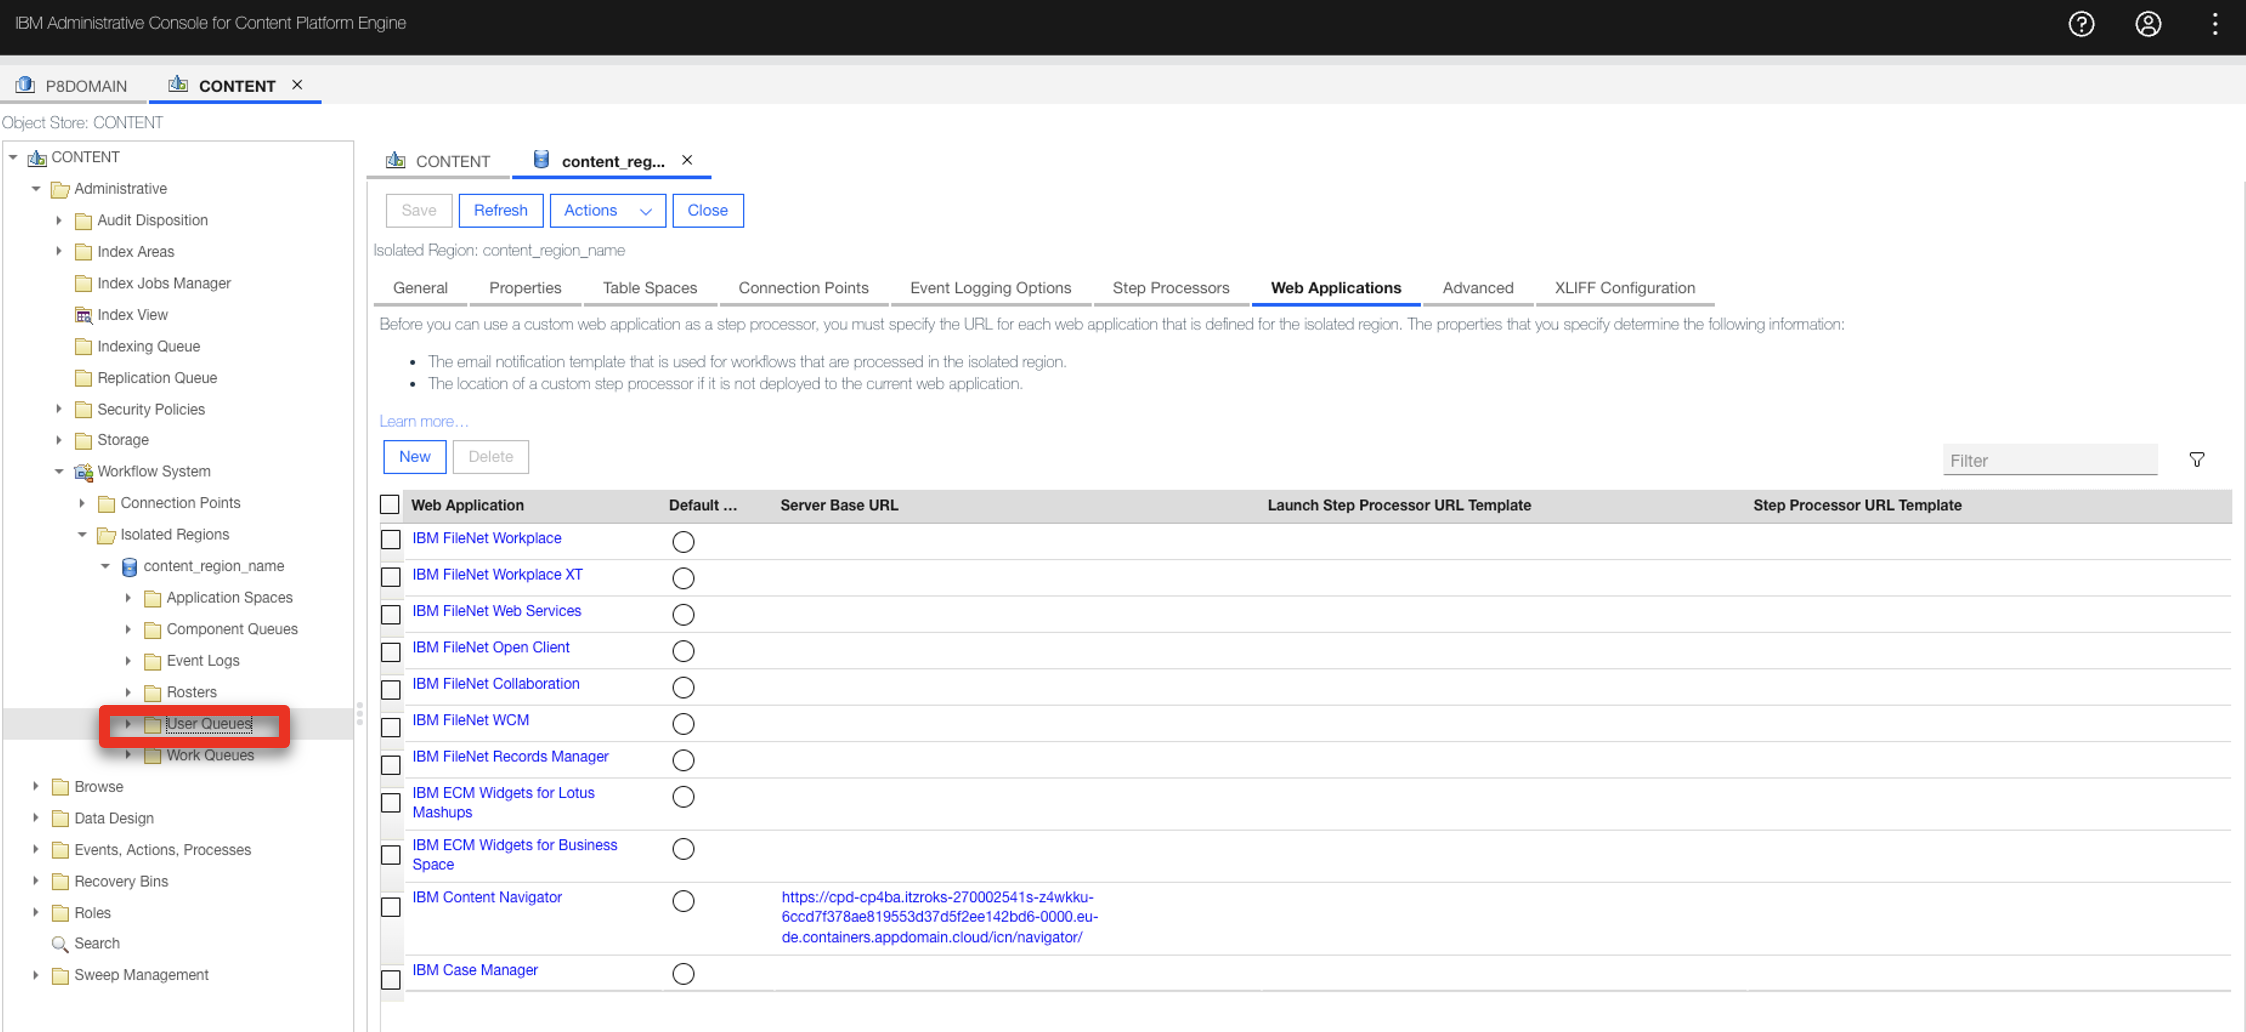 IBM Administrative Console for Content Platform Engine
P8DOMAIN
CONTENT
Object Store: CONTENT
CONTENT
Administrative
Audit Disposition
Index Areas
Index Jobs Manager
Index View
Indexing Queue
Replication Queue
Security Policies
Storage
Workflow System
Connection Points
Isolated Regions
content_region_name
Application Spaces
Component Queues
Event Logs
Rosters
User Queues
Work Queues
Browse
Data Design
Events, Actions, Processes
Recovery Bins
Roles
Search
Sweep Management
CONTENT
content_reg...
Save
Refresh
Actions
Close
Isolated Region: content_region_name
General
Properties
Table Spaces
Connection Points
Event Logging Options
Step Processors
Web Applications
Advanced
XLIFF Configuration
Before you can use a custom web application as a step processor, you must specify the URL for each web application that is defined for the isolated region. The properties that you specify determine the following information:
• The email notification template that is used for workflows that are processed in the isolated region.
• The location of a custom step processor if it is not deployed to the current web application.
Learn more...
New
Delete
Filter
Web Application
Default ...
Server Base URL
Launch Step Processor URL Template
Step Processor URL Template
IBM FileNet Workplace
IBM FileNet Workplace XT
IBM FileNet Web Services
IBM FileNet Open Client
IBM FileNet Collaboration
IBM FileNet WCM
IBM FileNet Records Manager
IBM ECM Widgets for Lotus
Mashups
IBM ECM Widgets for Business
Space
IBM Content Navigator
https://cpd-cp4ba.itzroks-270002541s-z4wkku-
6ccd7f378ae819553d37d5f2ee142bd6-0000.eu-
de.containers.appdomain.cloud/icn/navigator/
IBM Case Manager